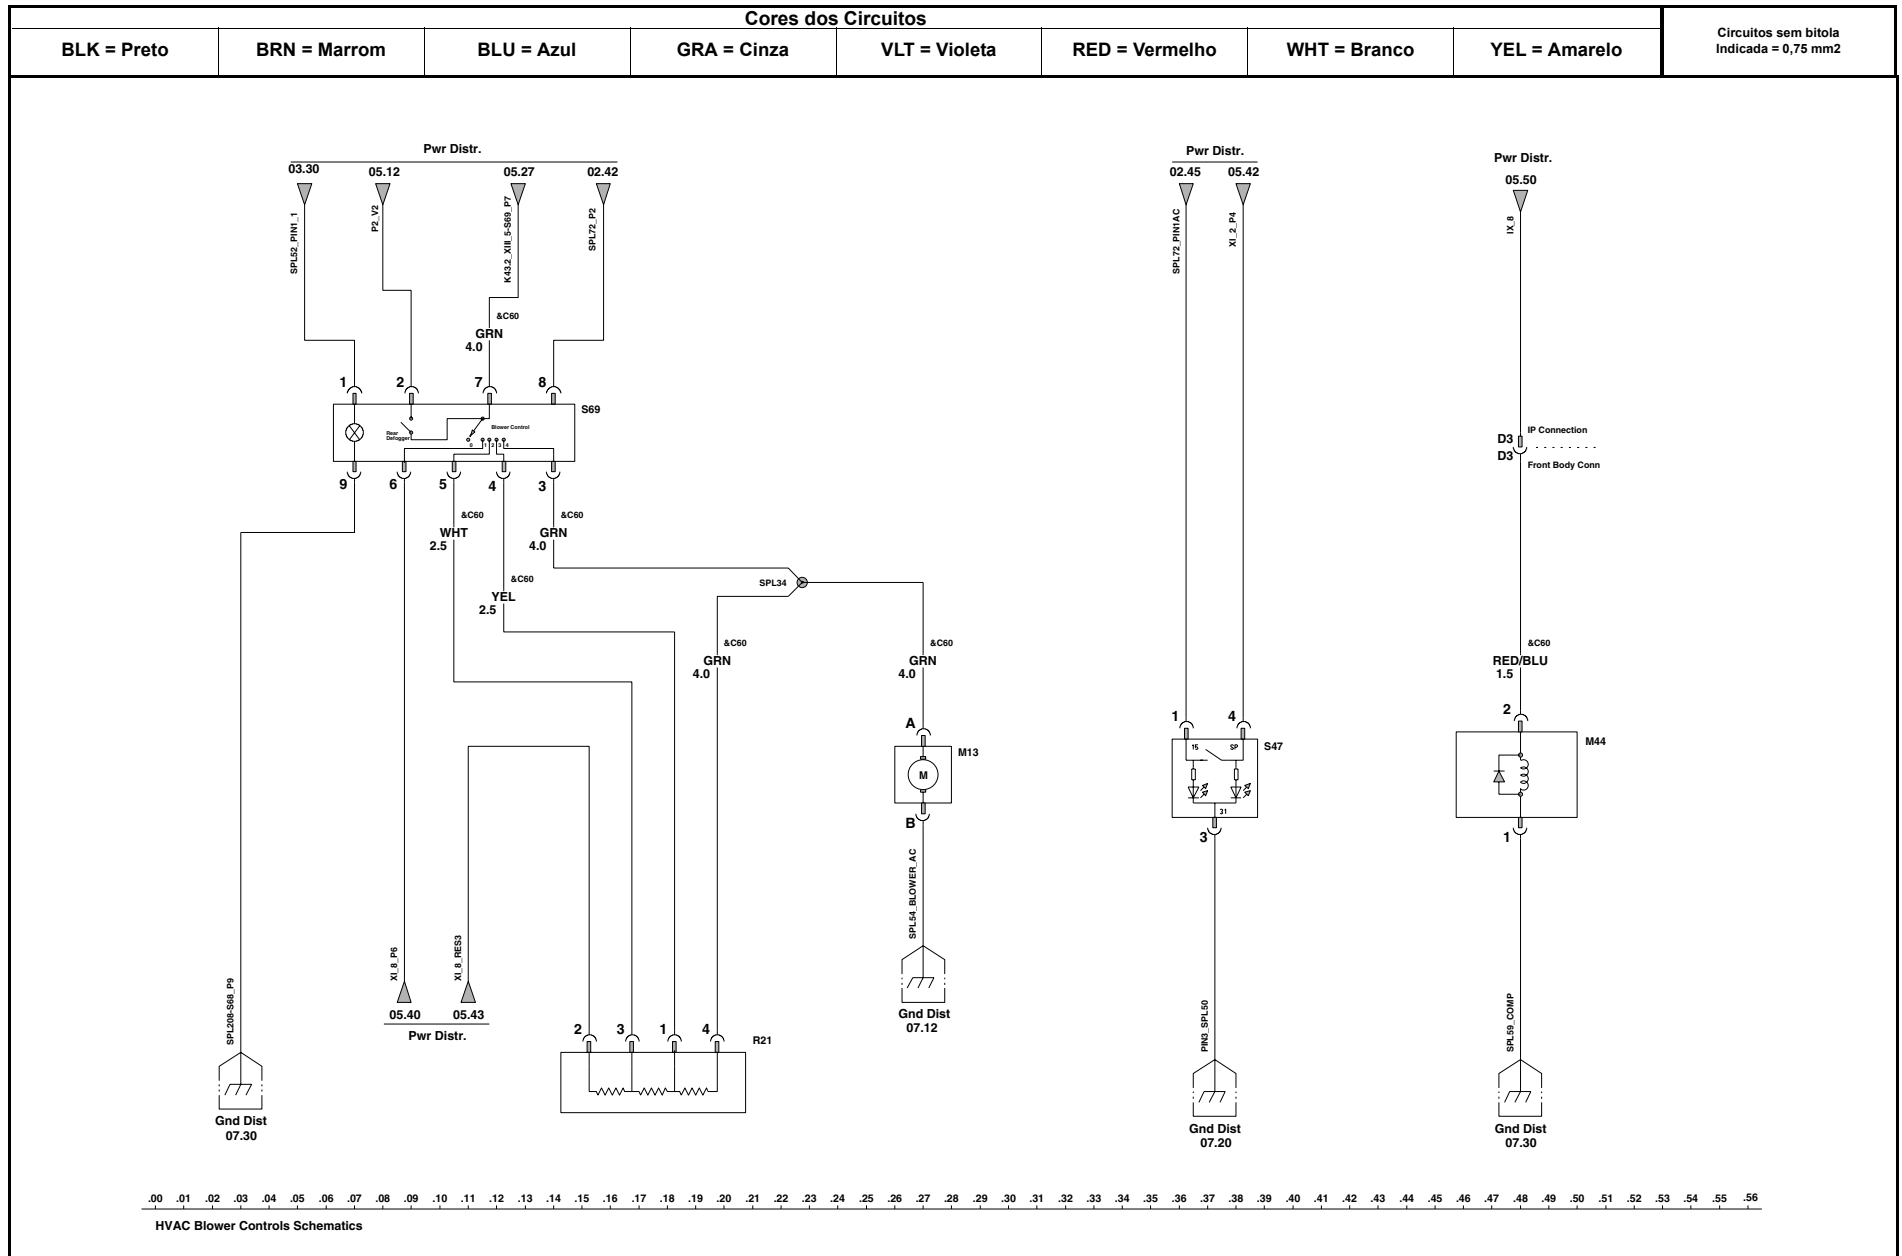 Cores dos Circuitos
BLK = Preto
BRN = Marrom
BLU = Azul
GRA = Cinza
VLT = Violeta
RED = Vermelho
WHT = Branco
YEL = Amarelo
Circuitos sem bitola
Indicada = 0,75 mm2
Pwr Distr.
03.30
05.12
05.27
02.42
SPL52_PIN1_1
P2_V2
K43.2_XIII_5-S69_P7
SPL72_P2
&C60
GRN
4.0
1
2
7
8
S69
Rear
Defogger
Blower Control
0 1 2 3 4
9
6
5
4
3
&C60
WHT
2.5
&C60
GRN
4.0
&C60
YEL
2.5
SPL34
&C60
GRN
4.0
&C60
GRN
4.0
A
M13
M
B
SPL54_BLOWER_AC
Gnd Dist
07.12
XI_8_P6
XI_8_RES3
05.40
05.43
Pwr Distr.
SPL208-S68_P9
Gnd Dist
07.30
2
3
1
4
R21
Pwr Distr.
02.45
05.42
SPL72_PIN1AC
XI_2_P4
1
4
15
SP
S47
31
3
PIN3_SPL50
Gnd Dist
07.20
Pwr Distr.
05.50
IX_8
D3
IP Connection
D3
Front Body Conn
&C60
RED/BLU
1.5
2
M44
1
SPL59_COMP
Gnd Dist
07.30
.00 .01 .02 .03 .04 .05 .06 .07 .08 .09 .10 .11 .12 .13 .14 .15 .16 .17 .18 .19 .20 .21 .22 .23 .24 .25 .26 .27 .28 .29 .30 .31 .32 .33 .34 .35 .36 .37 .38 .39 .40 .41 .42 .43 .44 .45 .46 .47 .48 .49 .50 .51 .52 .53 .54 .55 .56
HVAC Blower Controls Schematics